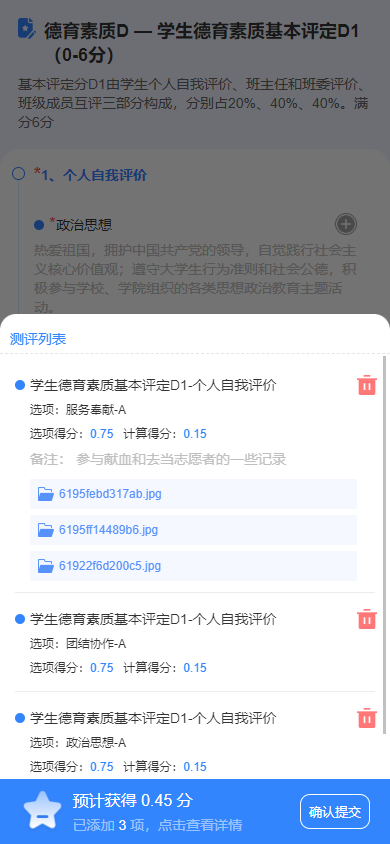 德育素质D — 学生德育素质基本评定D1
（0-6分）
基本评定分D1由学生个人自我评价、班主任和班委评价、
班级成员互评三部分构成，分别占20%、40%、40%。满
分6分
*1、个人自我评价
*政治思想
热爱祖国，拥护中国共产党的领导，自觉践行社会主
义核心价值观；遵守大学生行为准则和社会公德，积
极参与学校、学院组织的各类思想政治教育主题活
动。
测评列表
学生德育素质基本评定D1-个人自我评价
选项：服务奉献-A
选项得分：0.75 计算得分：0.15
备注： 参与献血和去当志愿者的一些记录
6195febd317ab.jpg
6195ff14489b6.jpg
61922f6d200c5.jpg
学生德育素质基本评定D1-个人自我评价
选项：团结协作-A
选项得分：0.75 计算得分：0.15
学生德育素质基本评定D1-个人自我评价
选项：政治思想-A
选项得分：0.75 计算得分：0.15
预计获得 0.45 分
已添加 3 项，点击查看详情
确认提交